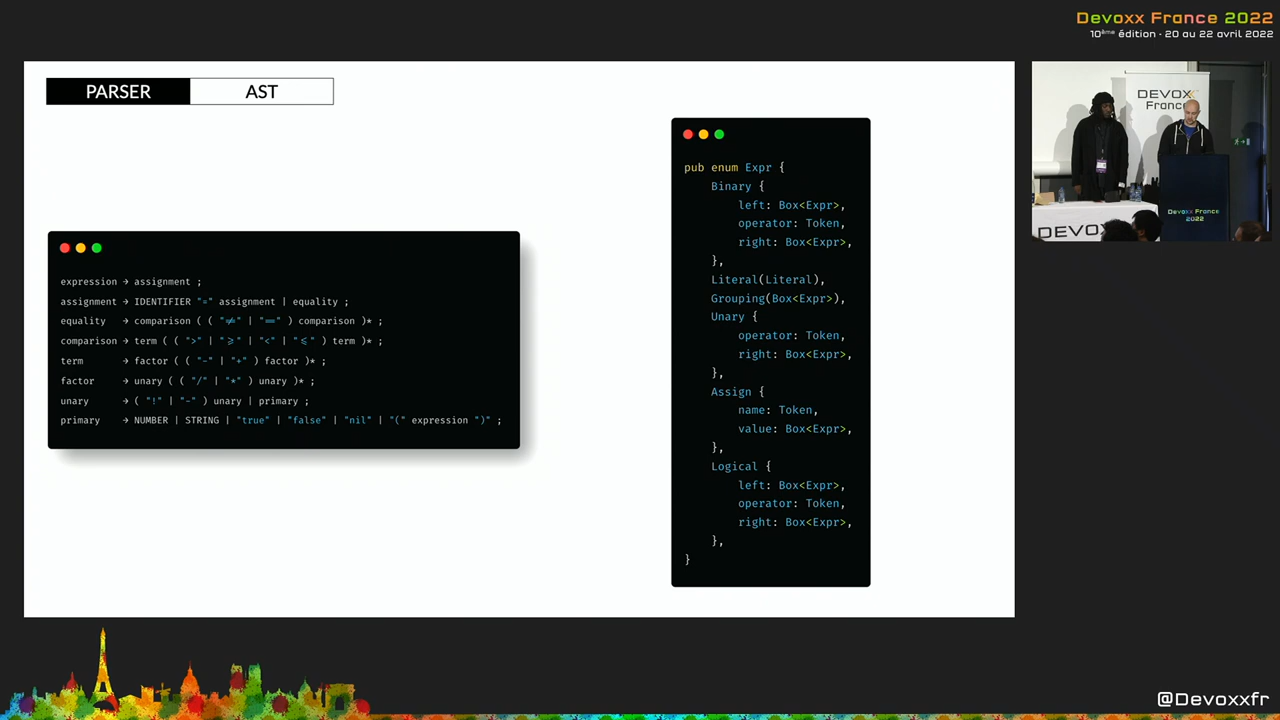 Devoxx France 2022
10ème édition · 20 au 22 avril 2022
PARSER
AST
expression → assignment ;
assignment → IDENTIFIER "=" assignment | equality ;
equality → comparison ( ( "≠" | "==" ) comparison )* ;
comparison → term ( ( ">" | "≥" | "<" | "≤" ) term )* ;
term → factor ( ( "-" | "+" ) factor )* ;
factor → unary ( ( "/" | "*" ) unary )* ;
unary → ( "!" | "-" ) unary | primary ;
primary → NUMBER | STRING | "true" | "false" | "nil" | "(" expression ")" ;
pub enum Expr {
Binary {
left: Box<Expr>,
operator: Token,
right: Box<Expr>,
},
Literal(Literal),
Grouping(Box<Expr>),
Unary {
operator: Token,
right: Box<Expr>,
},
Assign {
name: Token,
value: Box<Expr>,
},
Logical {
left: Box<Expr>,
operator: Token,
right: Box<Expr>,
},
}
DEVOXX
France
Devoxx France
2022
DEVOX
@Devoxxfr